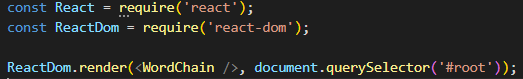 const React = require('react');
const ReactDom = require('react-dom');
ReactDom.render(<WordChain />, document.querySelector('#root'));